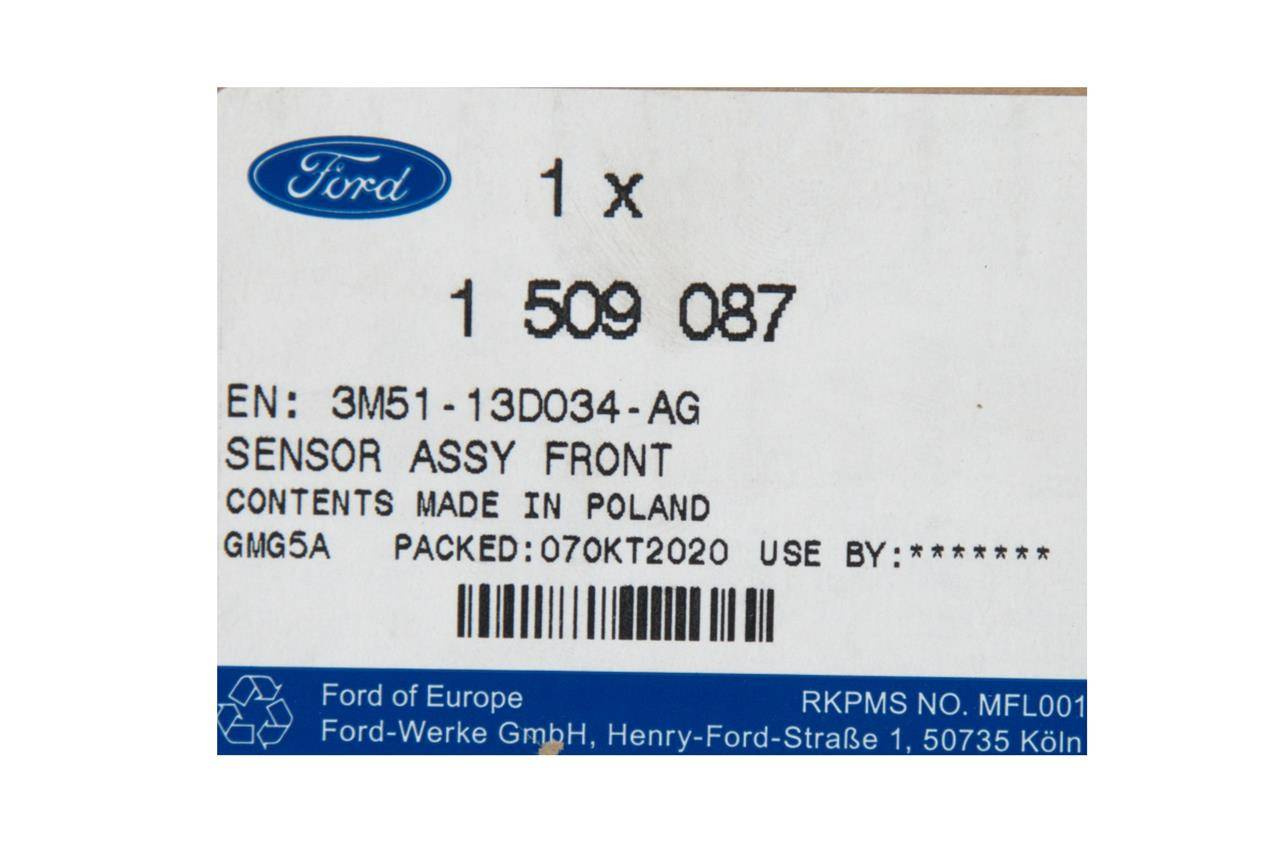 Ford
1 x
1 509 087
EN: 3M51-13D034-AG
SENSOR ASSY FRONT
CONTENTS MADE IN POLAND
GMG5A PACKED:07OKT2020 USE BY:*******
Ford of Europe RKPMS NO. MFL001
Ford-Werke GmbH, Henry-Ford-Straße 1, 50735 Köln